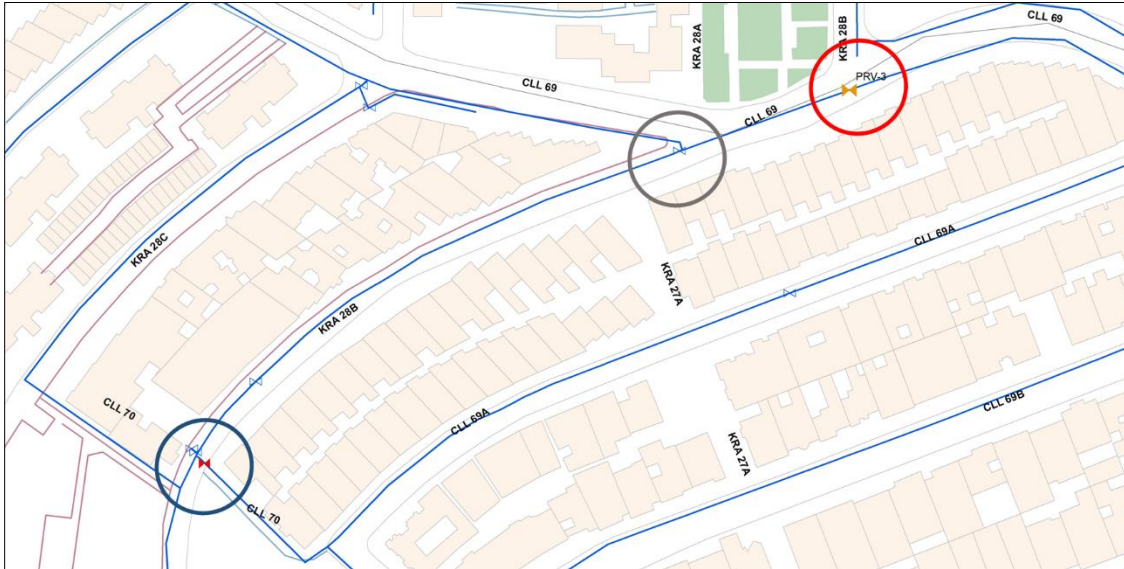 CLL 69
KRA 28A
KRA 28B
CLL 69
PRV-3
CLL 69
KRA 28C
CLL 69A
KRA 27A
KRA 28B
CLL 69B
CLL 70
CLL 69A
KRA 27A
CLL 70